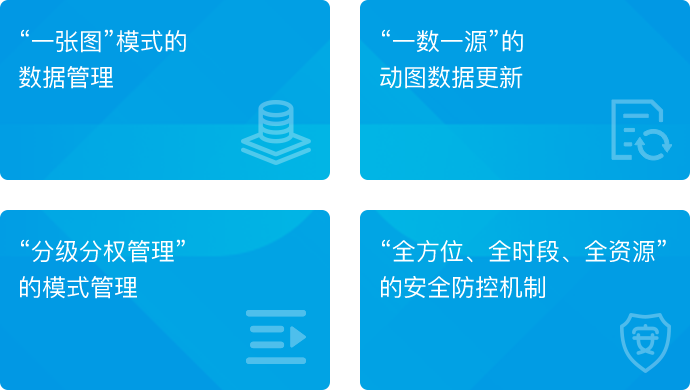 “一张图”模式的
数据管理
“一数一源”的
动图数据更新
“分级分权管理”
的模式管理
“全方位、全时段、全资源”
的安全防控机制
安